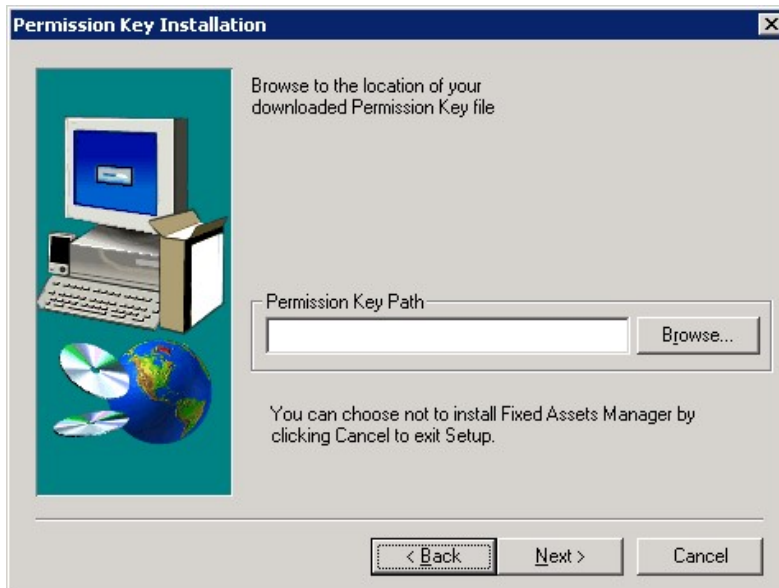 Permission Key Installation
Browse to the location of your
downloaded Permission Key file
Permission Key Path
Browse...
You can choose not to install Fixed Assets Manager by
clicking Cancel to exit Setup.
< Back
Next >
Cancel